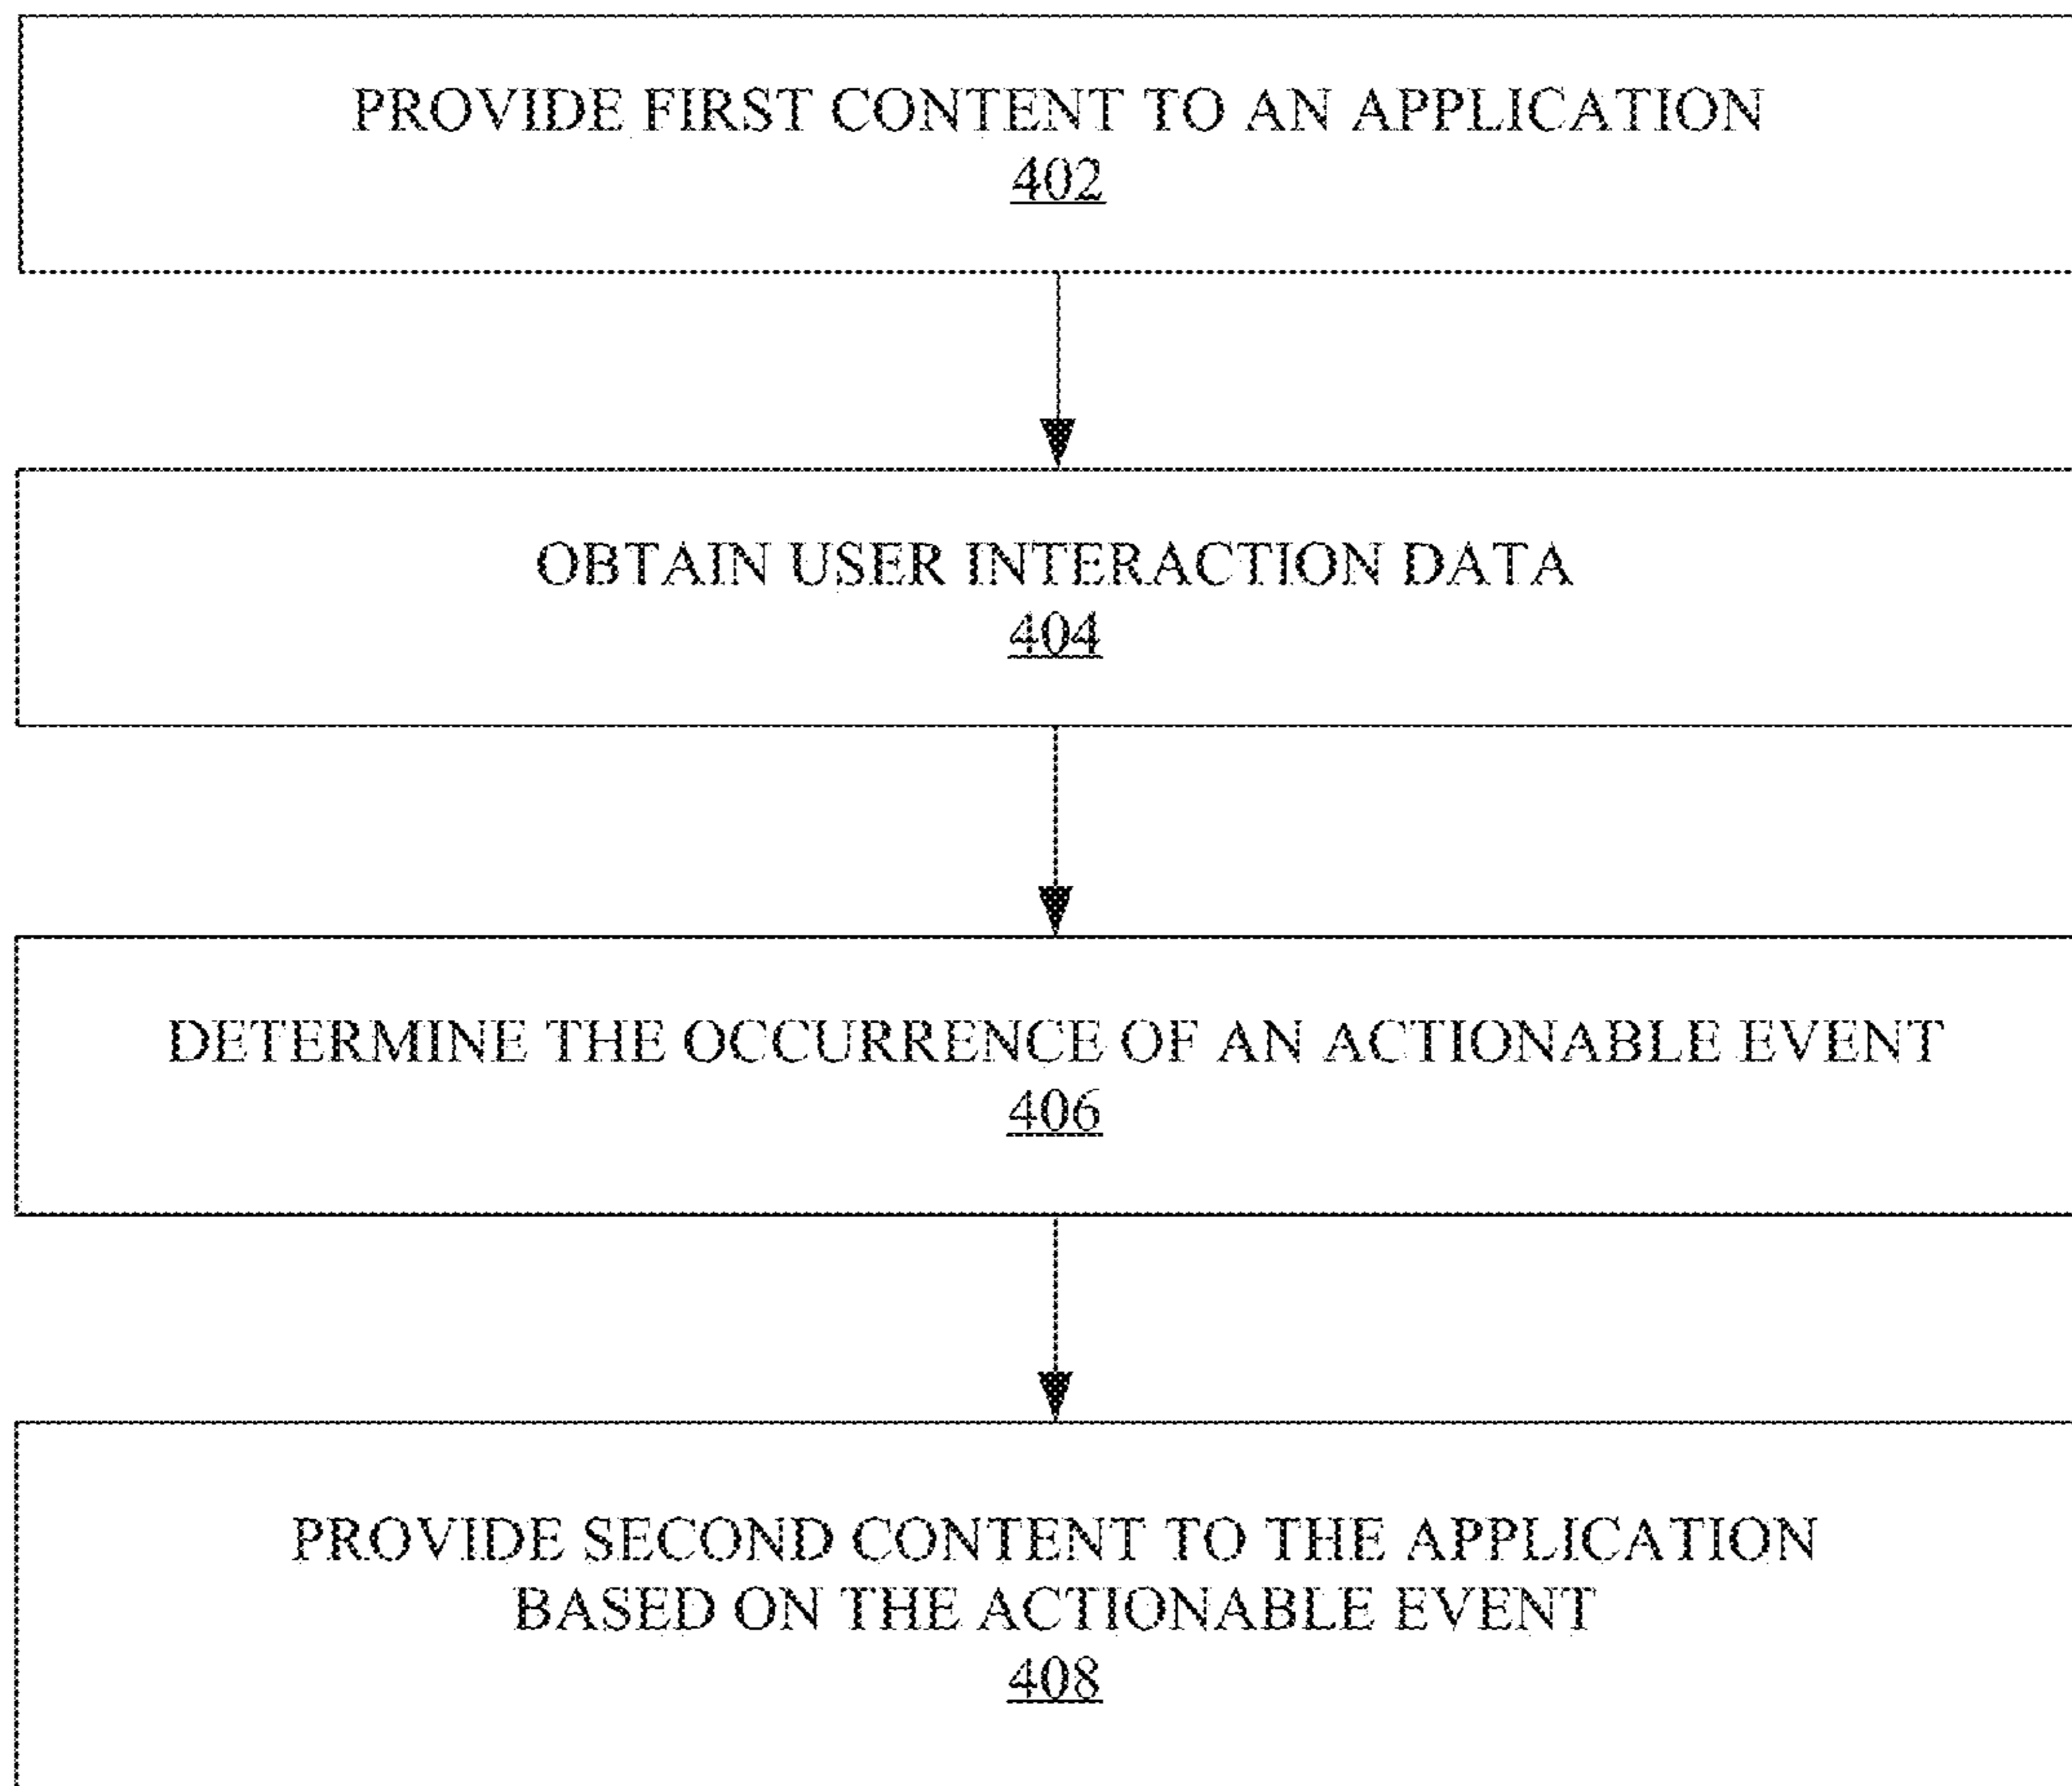 PROVIDE FIRST CONTENT TO AN APPLICATION
402
OBTAIN USER INTERACTION DATA
404
DETERMINE THE OCCURRENCE OF AN ACTIONABLE EVENT
406
PROVIDE SECOND CONTENT TO THE APPLICATION
BASED ON THE ACTIONABLE EVENT
408